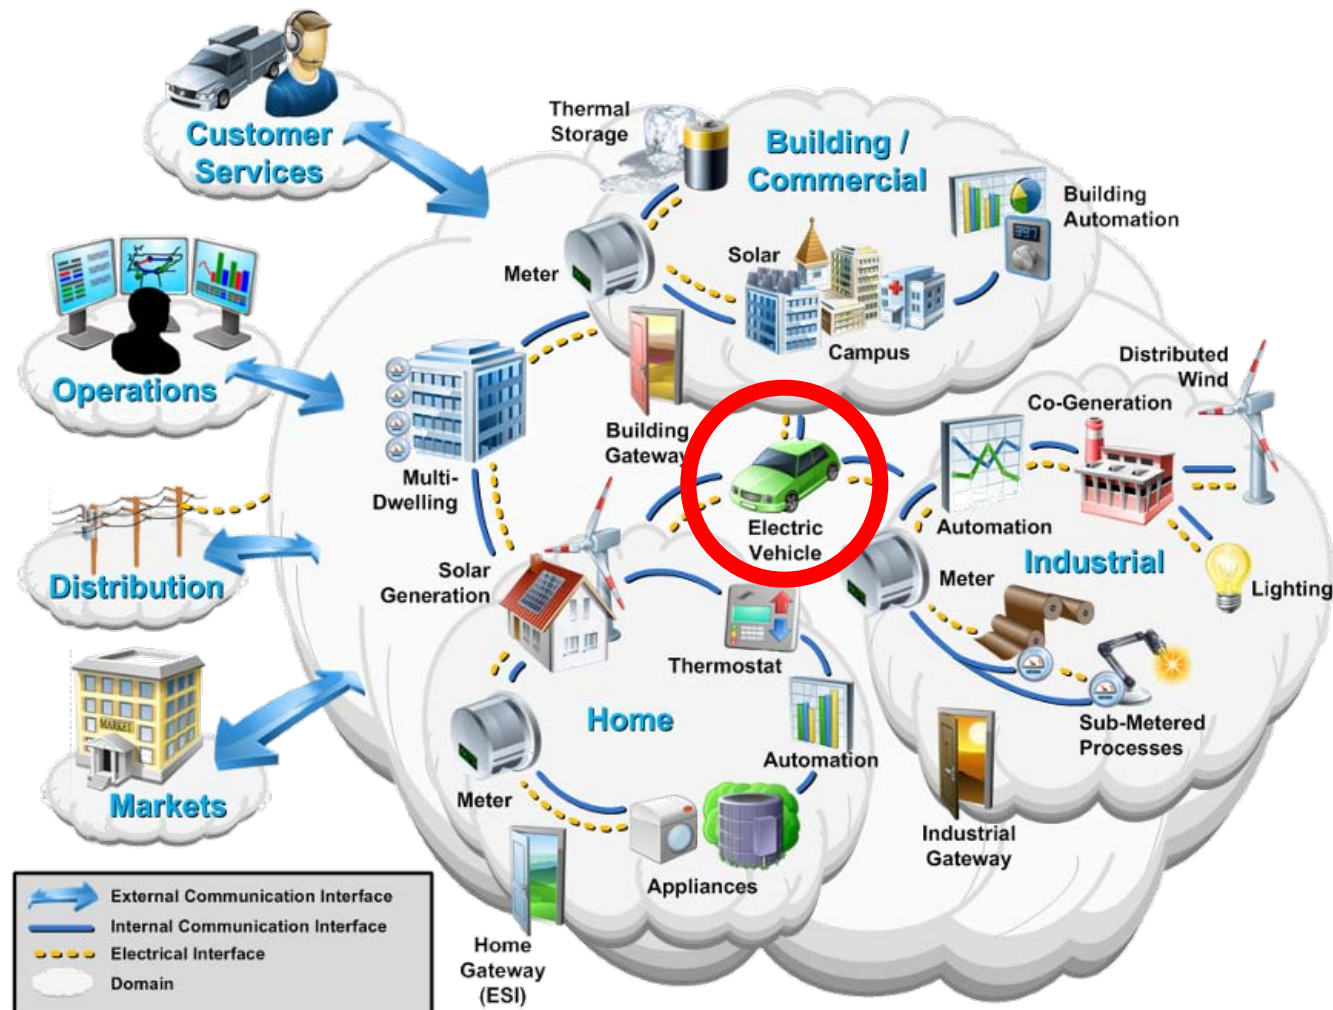 Customer
Services
Thermal
Storage
Building /
Commercial
Building
Automation
397
Solar
Meter
Campus
Operations
Building
Gateway
Multi-
Dwelling
Distributed
Wind
Co-Generation
Automation
Industrial
Electric
Vehicle
Meter
Lighting
Distribution
Solar
Generation
Thermostat
Sub-Metered
Processes
Home
Automation
Meter
MARKET
Markets
Industrial
Gateway
Appliances
Home
Gateway
(ESI)
External Communication Interface
Internal Communication Interface
Electrical Interface
Domain